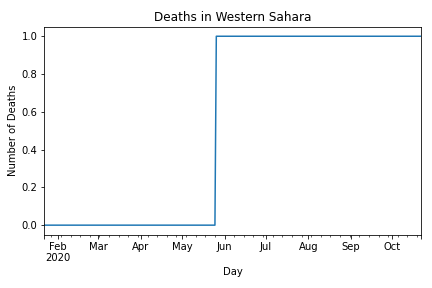 Deaths in Western Sahara
1.0
0.8
0.6
0.4
0.2
0.0
Number of Deaths
Feb Mar Apr May Jun Jul Aug Sep Oct
2020
Day